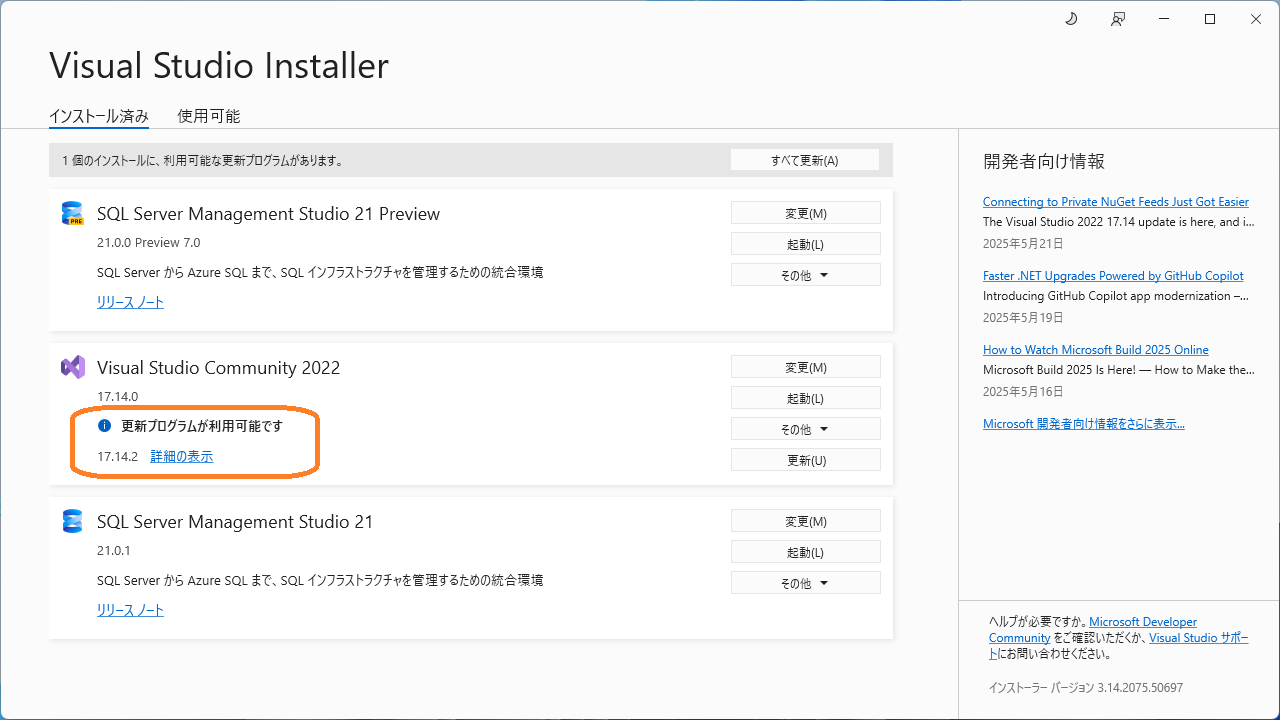 Visual Studio Installer
インストール済み
使用可能
1 個のインストールに、利用可能な更新プログラムがあります。
すべて更新(A)
PRE
SQL Server Management Studio 21 Preview
変更(M)
21.0.0 Preview 7.0
起動(L)
SQL Server から Azure SQL まで、SQL インフラストラクチャを管理するための統合環境
その他
リリース ノート
Visual Studio Community 2022
変更(M)
17.14.0
起動(L)
更新プログラムが利用可能です
その他
17.14.2 詳細の表示
更新(U)
SQL Server Management Studio 21
変更(M)
21.0.1
起動(L)
SQL Server から Azure SQL まで、SQL インフラストラクチャを管理するための統合環境
その他
リリース ノート
開発者向け情報
Connecting to Private NuGet Feeds Just Got Easier
The Visual Studio 2022 17.14 update is here, and i...
2025年5月21日
Faster .NET Upgrades Powered by GitHub Copilot
Introducing GitHub Copilot app modernization –...
2025年5月19日
How to Watch Microsoft Build 2025 Online
Microsoft Build 2025 Is Here! — How to Make the...
2025年5月16日
Microsoft 開発者向け情報をさらに表示...
ヘルプが必要ですか。Microsoft Developer
Community をご確認いただくか、Visual Studio サポー
トにお問い合わせください。
インストーラー バージョン 3.14.2075.50697